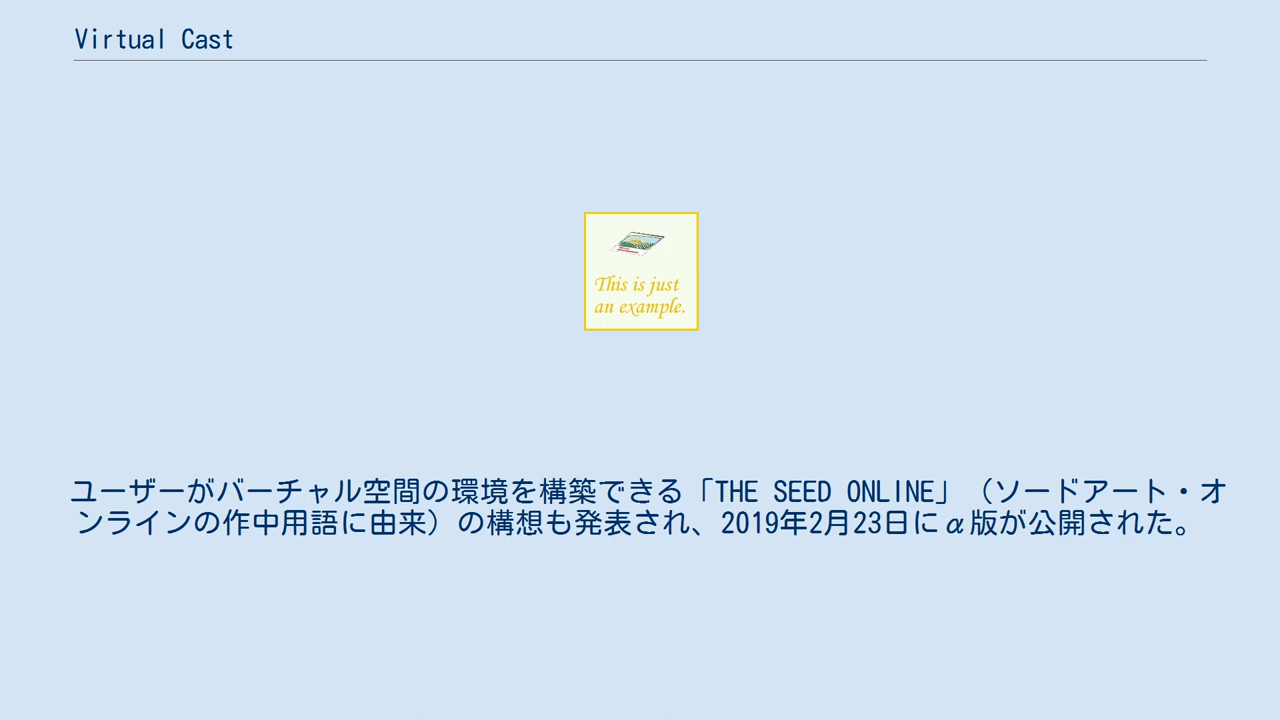 Virtual Cast
This is just
an example.
ユーザーがバーチャル空間の環境を構築できる「THE SEED ONLINE」（ソードアート・オ
ンラインの作中用語に由来）の構想も発表され、2019年2月23日にα版が公開された。